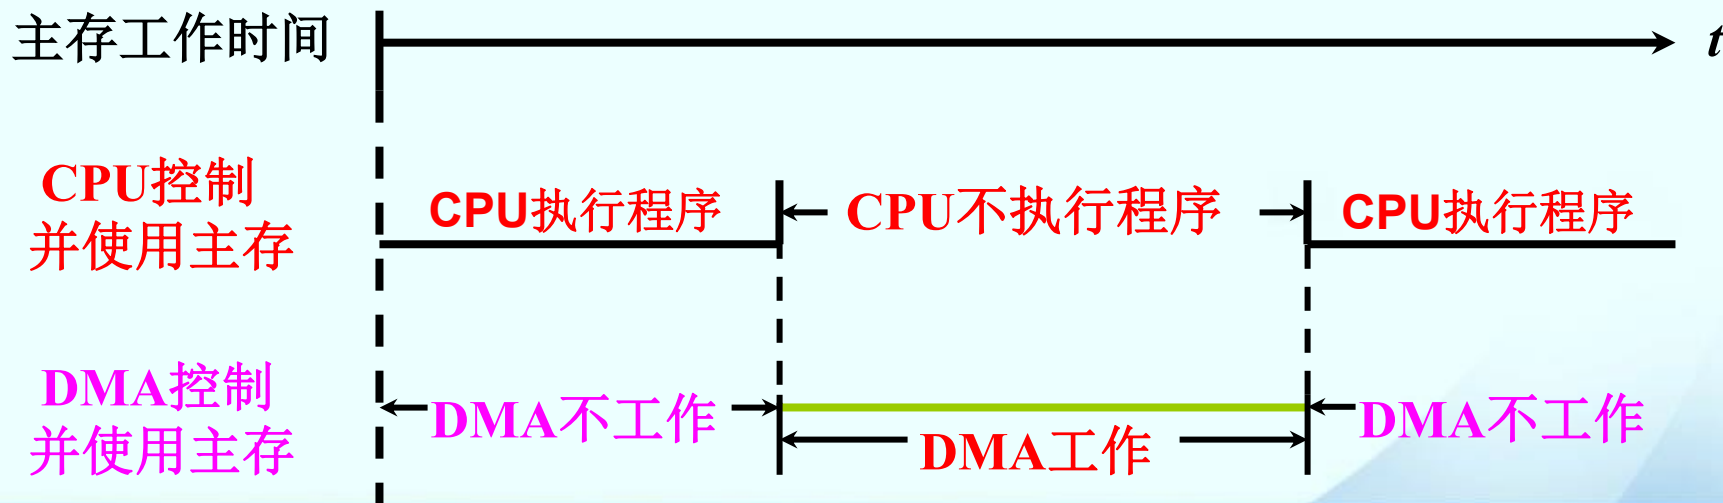 主存工作时间
t
CPU控制
并使用主存
CPU执行程序
CPU不执行程序
CPU执行程序
DMA控制
并使用主存
DMA不工作
DMA工作
DMA不工作